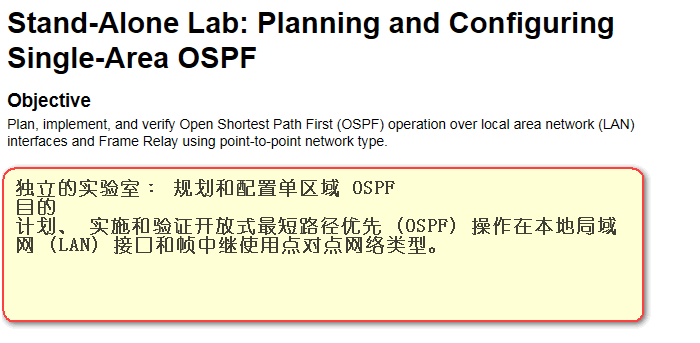 Stand-Alone Lab: Planning and Configuring
Single-Area OSPF
Objective
Plan, implement, and verify Open Shortest Path First (OSPF) operation over local area network (LAN)
interfaces and Frame Relay using point-to-point network type.
独立的实验室： 规划和配置单区域 OSPF
目的
计划、 实施和验证开放式最短路径优先 (OSPF) 操作在本地局域
网 (LAN) 接口和帧中继使用点对点网络类型。